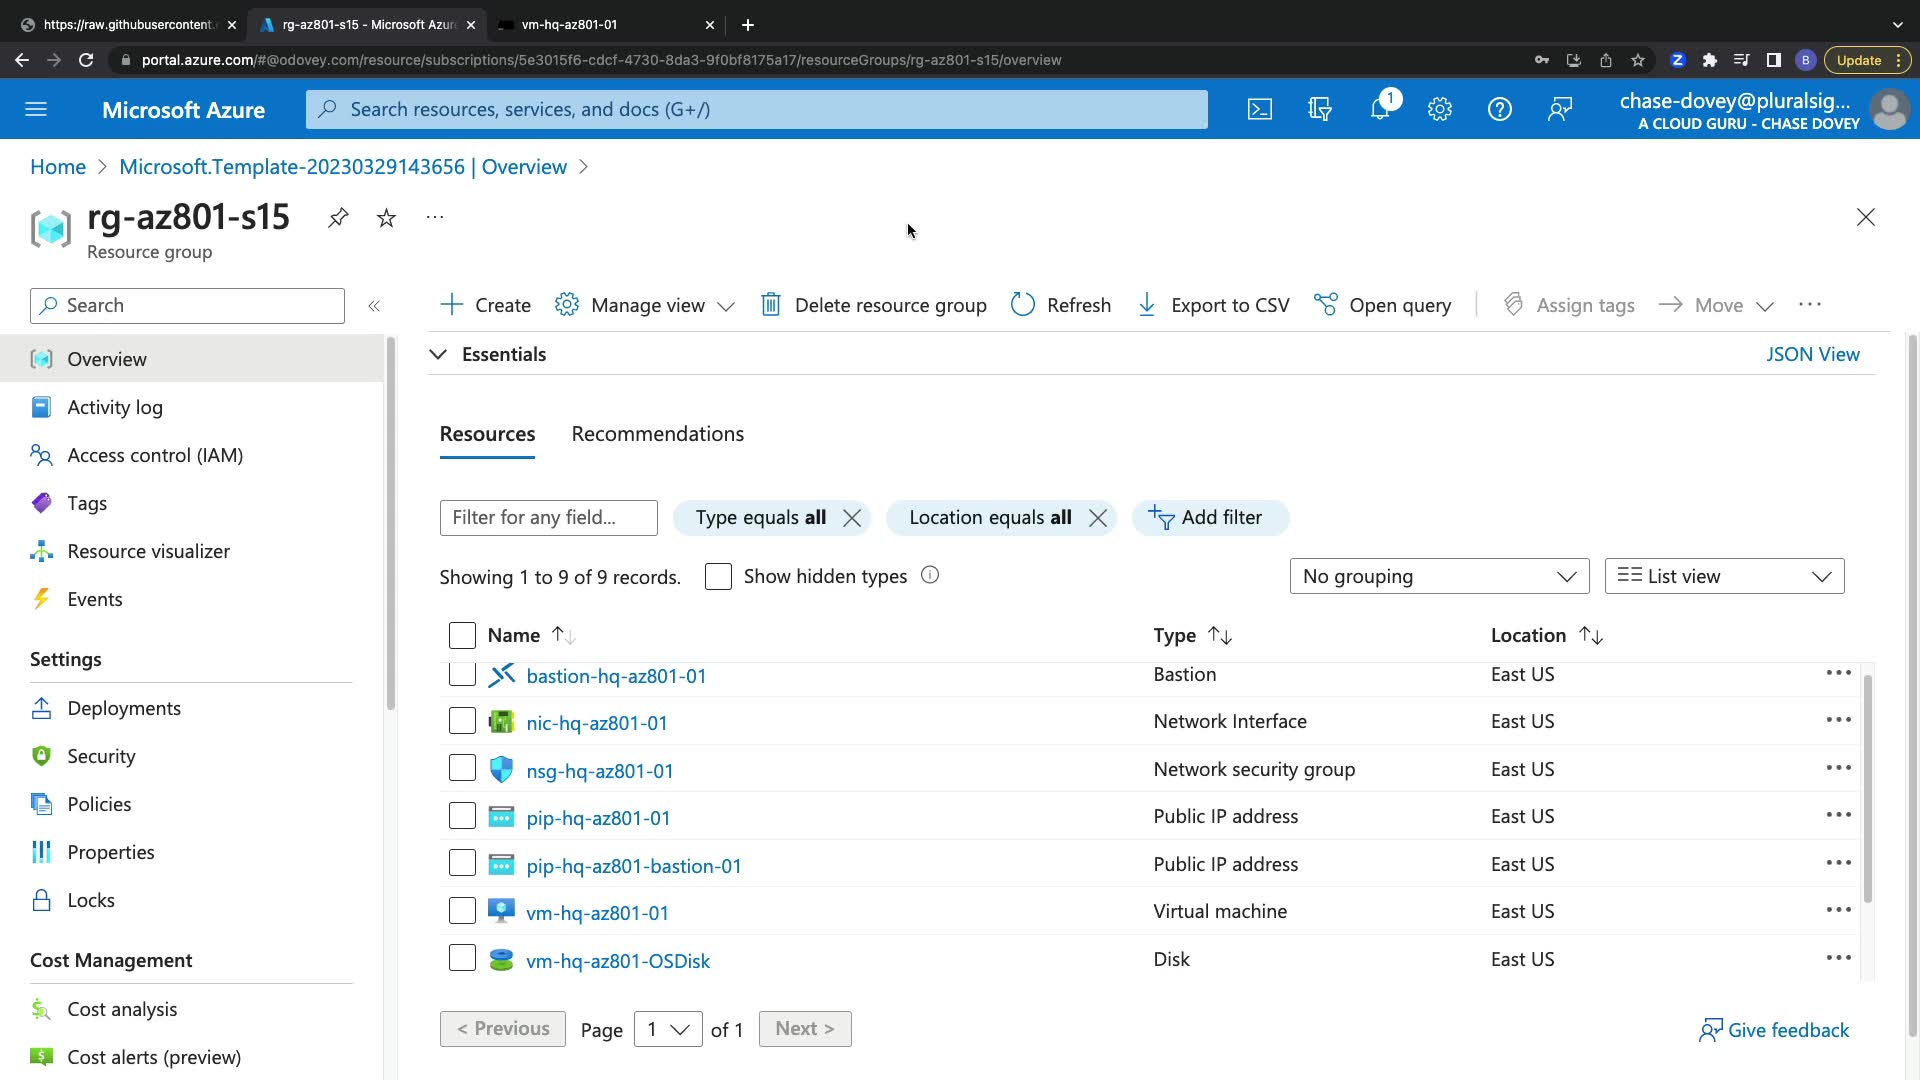 https://raw.githubusercontent.
rg-az801-s15 - Microsoft Azur
vm-hq-az801-01
portal.azure.com/#@odovey.com/resource/subscriptions/5e3015f6-cdcf-4730-8da3-9f0bf8175a17/resourceGroups/rg-az801-s15/overview
Z
B
Update
Microsoft Azure
Search resources, services, and docs (G+/)
1
chase-dovey@pluralsig...
A CLOUD GURU - CHASE DOVEY
Home > Microsoft.Template-20230329143656 | Overview >
rg-az801-s15
Resource group
Search
Create
Manage view
Delete resource group
Refresh
Export to CSV
Open query
Assign tags
Move
Overview
Activity log
Access control (IAM)
Tags
Resource visualizer
Events
Settings
Deployments
Security
Policies
Properties
Locks
Cost Management
Cost analysis
Cost alerts (preview)
Essentials
JSON View
Resources
Recommendations
Filter for any field...
Type equals all
Location equals all
Add filter
Showing 1 to 9 of 9 records.
Show hidden types
No grouping
List view
Name
Type
Location
bastion-hq-az801-01
Bastion
East US
nic-hq-az801-01
Network Interface
East US
nsg-hq-az801-01
Network security group
East US
pip-hq-az801-01
Public IP address
East US
pip-hq-az801-bastion-01
Public IP address
East US
vm-hq-az801-01
Virtual machine
East US
vm-hq-az801-OSDisk
Disk
East US
< Previous
Page
1
of 1
Next >
Give feedback